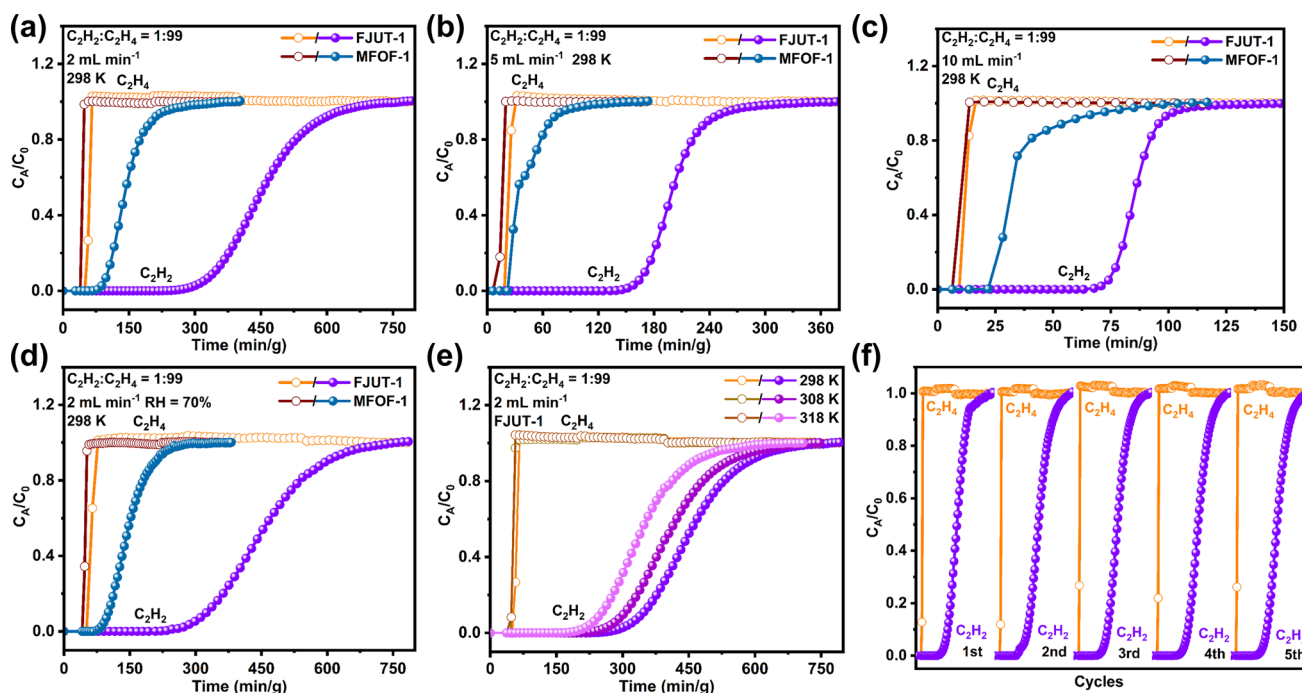 (a)
C₂H₂:C₂H₄ = 1:99
2 mL min⁻¹
298 K
C₂H₄
C₂H₂
/ FJUT-1
/ MFOF-1
1.2
0.8
0.4
0.0
C_A/C₀
0 150 300 450 600 750
Time (min/g)
(b)
C₂H₂:C₂H₄ = 1:99
5 mL min⁻¹ 298 K
C₂H₄
C₂H₂
/ FJUT-1
/ MFOF-1
1.2
0.8
0.4
0.0
C_A/C₀
0 60 120 180 240 300 360
Time (min/g)
(c)
C₂H₂:C₂H₄ = 1:99
10 mL min⁻¹
298 K
C₂H₄
C₂H₂
/ FJUT-1
/ MFOF-1
1.2
0.8
0.4
0.0
C_A/C₀
0 25 50 75 100 125 150
Time (min/g)
(d)
C₂H₂:C₂H₄ = 1:99
2 mL min⁻¹ RH = 70%
298 K
C₂H₄
C₂H₂
/ FJUT-1
/ MFOF-1
1.2
0.8
0.4
0.0
C_A/C₀
0 150 300 450 600 750
Time (min/g)
(e)
C₂H₂:C₂H₄ = 1:99
2 mL min⁻¹
FJUT-1 C₂H₄
C₂H₂
/ 298 K
/ 308 K
/ 318 K
1.2
0.8
0.4
0.0
C_A/C₀
0 150 300 450 600 750
Time (min/g)
(f)
1.0
0.8
0.6
0.4
0.2
0.0
C_A/C₀
C₂H₄ C₂H₄ C₂H₄ C₂H₄ C₂H₄
C₂H₂ C₂H₂ C₂H₂ C₂H₂ C₂H
1st 2nd 3rd 4th 5th
Cycles